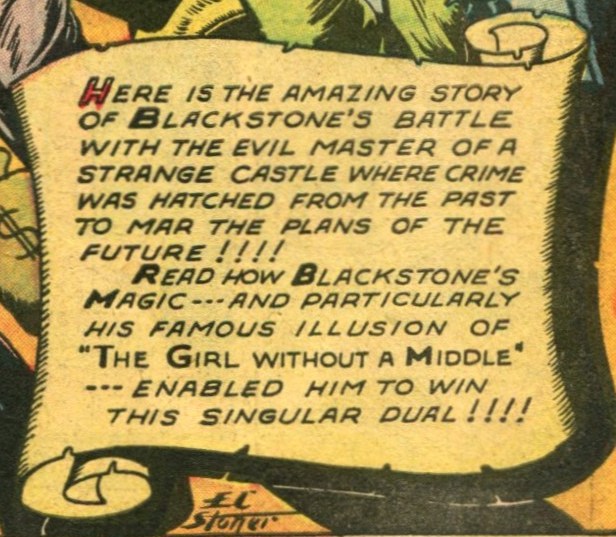 HERE IS THE AMAZING STORY
OF BLACKSTONE'S BATTLE
WITH THE EVIL MASTER OF A
STRANGE CASTLE WHERE CRIME
WAS HATCHED FROM THE PAST
TO MAR THE PLANS OF THE
FUTURE!!!!
READ HOW BLACKSTONE'S
MAGIC---AND PARTICULARLY
HIS FAMOUS ILLUSION OF
"THE GIRL WITHOUT A MIDDLE"
---ENABLED HIM TO WIN
THIS SINGULAR DUAL!!!!
$
EC
Stoner